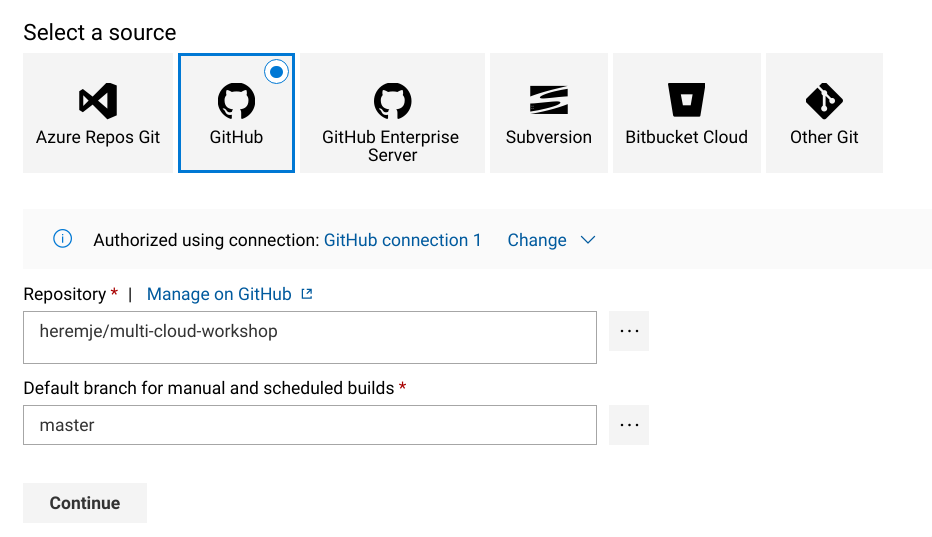 Select a source
Azure Repos Git
GitHub
GitHub Enterprise
Server
Subversion
Bitbucket Cloud
Other Git
Authorized using connection: GitHub connection 1 Change
Repository * | Manage on GitHub
heremje/multi-cloud-workshop
...
Default branch for manual and scheduled builds *
master
...
Continue